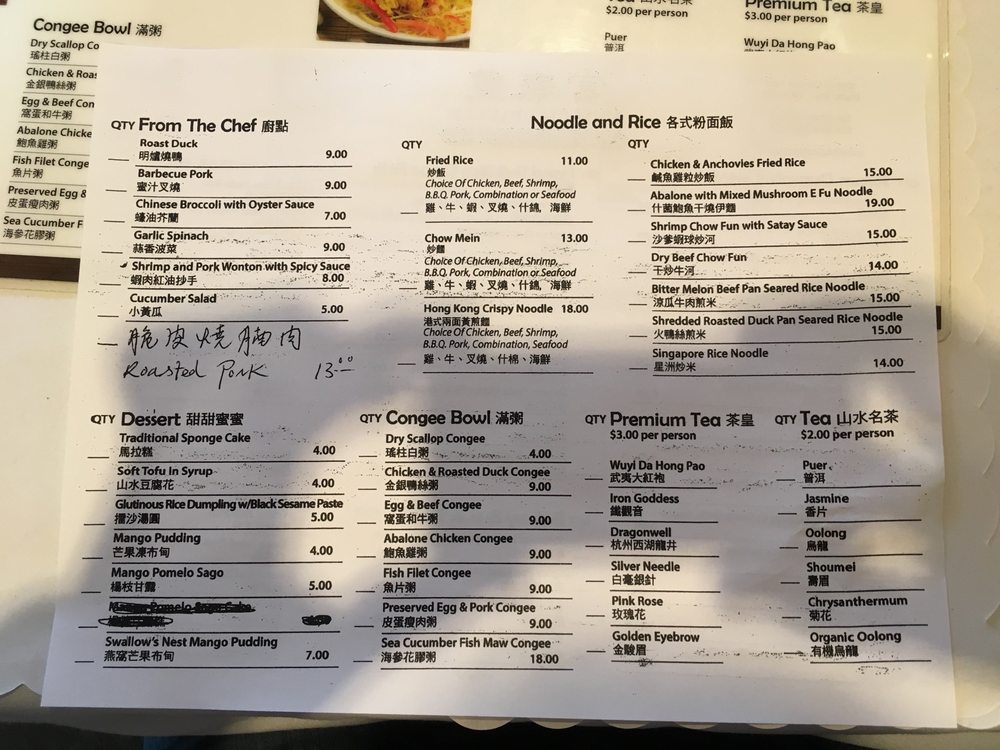 Congee Bowl 滿粥
Dry Scallop Co
瑤柱白粥
Chicken & Roas
金銀鴨絲粥
Egg & Beef Con
窩蛋和牛粥
Abalone Chicke
鮑魚雞粥
Fish Filet Conge
魚片粥
Preserved Egg &
皮蛋瘦肉粥
Sea Cucumber F
海參花膠粥
$2.00 per person
Puer
普洱
Premium Tea 茶皇
$3.00 per person
Wuyi Da Hong Pao
QTY From The Chef 廚點
Roast Duck
明爐燒鴨 9.00
Barbecue Pork
蜜汁叉燒 9.00
Chinese Broccoli with Oyster Sauce
蠔油芥蘭 7.00
Garlic Spinach
蒜香菠菜 9.00
Shrimp and Pork Wonton with Spicy Sauce
蝦肉紅油抄手 8.00
Cucumber Salad
小黃瓜 5.00
脆皮燒腩肉
Roasted Pork 13.00
Noodle and Rice 各式粉面飯
QTY
Fried Rice 11.00
炒飯
Choice Of Chicken, Beef, Shrimp,
B.B.Q. Pork, Combination or Seafood
雞、牛、蝦、叉燒、什錦，海鮮
Chow Mein 13.00
炒麵
Choice Of Chicken, Beef, Shrimp,
B.B.Q. Pork, Combination or Seafood
雞、牛、蝦、叉燒、什錦、海鮮
Hong Kong Crispy Noodle 18.00
港式兩面黃煎麵
Choice Of Chicken, Beef, Shrimp,
B.B.Q. Pork, Combination, Seafood
雞、牛、叉燒、什棉、海鮮
QTY
Chicken & Anchovies Fried Rice
鹹魚雞粒炒飯 15.00
Abalone with Mixed Mushroom E Fu Noodle
什菌鮑魚干燒伊麵 19.00
Shrimp Chow Fun with Satay Sauce
沙爹蝦球炒河 15.00
Dry Beef Chow Fun
干炒牛河 14.00
Bitter Melon Beef Pan Seared Rice Noodle
涼瓜牛肉煎米 15.00
Shredded Roasted Duck Pan Seared Rice Noodle
火鴨絲煎米 15.00
Singapore Rice Noodle
星洲炒米 14.00
QTY Dessert 甜甜蜜蜜
Traditional Sponge Cake
馬拉糕 4.00
Soft Tofu In Syrup
山水豆腐花 4.00
Glutinous Rice Dumpling w/Black Sesame Paste
擂沙湯圓 5.00
Mango Pudding
芒果凍布甸 4.00
Mango Pomelo Sago
楊枝甘露 5.00
Mango Pomelo Sago Cake
Swallow's Nest Mango Pudding
燕窩芒果布甸 7.00
QTY Congee Bowl 滿粥
Dry Scallop Congee
瑤柱白粥 4.00
Chicken & Roasted Duck Congee
金銀鴨絲粥 9.00
Egg & Beef Congee
窩蛋和牛粥 9.00
Abalone Chicken Congee
鮑魚雞粥 9.00
Fish Filet Congee
魚片粥 9.00
Preserved Egg & Pork Congee
皮蛋瘦肉粥 9.00
Sea Cucumber Fish Maw Congee
海參花膠粥 18.00
QTY Premium Tea 茶皇
$3.00 per person
Wuyi Da Hong Pao
武夷大紅袍
Iron Goddess
鐵觀音
Dragonwell
杭州西湖龍井
Silver Needle
白毫銀針
Pink Rose
玫瑰花
Golden Eyebrow
金駿眉
QTY Tea 山水名茶
$2.00 per person
Puer
普洱
Jasmine
香片
Oolong
烏龍
Shoumei
壽眉
Chrysanthermum
菊花
Organic Oolong
有機烏龍